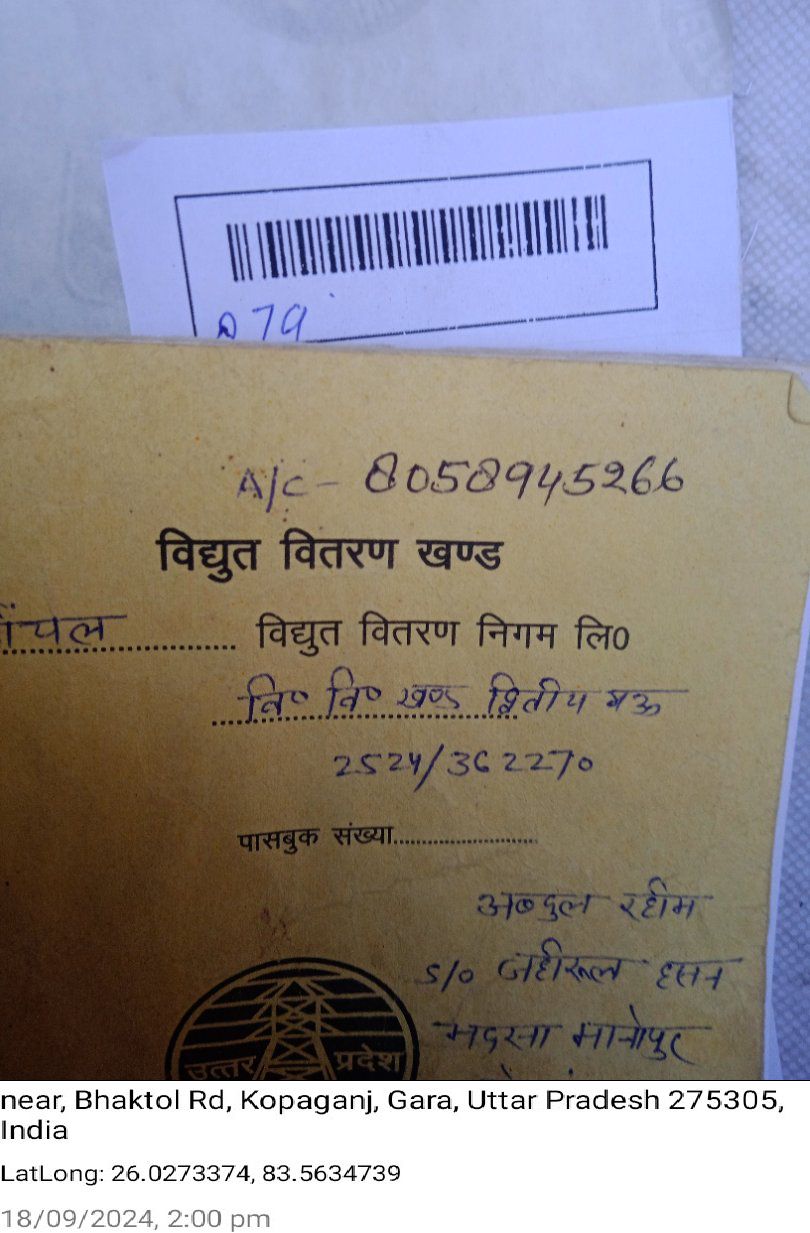 079
A/C - 8058945266
विद्युत वितरण खण्ड
ांचल विद्युत वितरण निगम लि0
वि० वि० खण्ड द्वितीय मऊ
2524/362270
पासबुक संख्या
अब्दुल रहीम
S/o जहीरूल हसन
मदरसा मानोपुर
उत्तर प्रदेश
near, Bhaktol Rd, Kopaganj, Gara, Uttar Pradesh 275305,
India
LatLong: 26.0273374, 83.5634739
18/09/2024, 2:00 pm